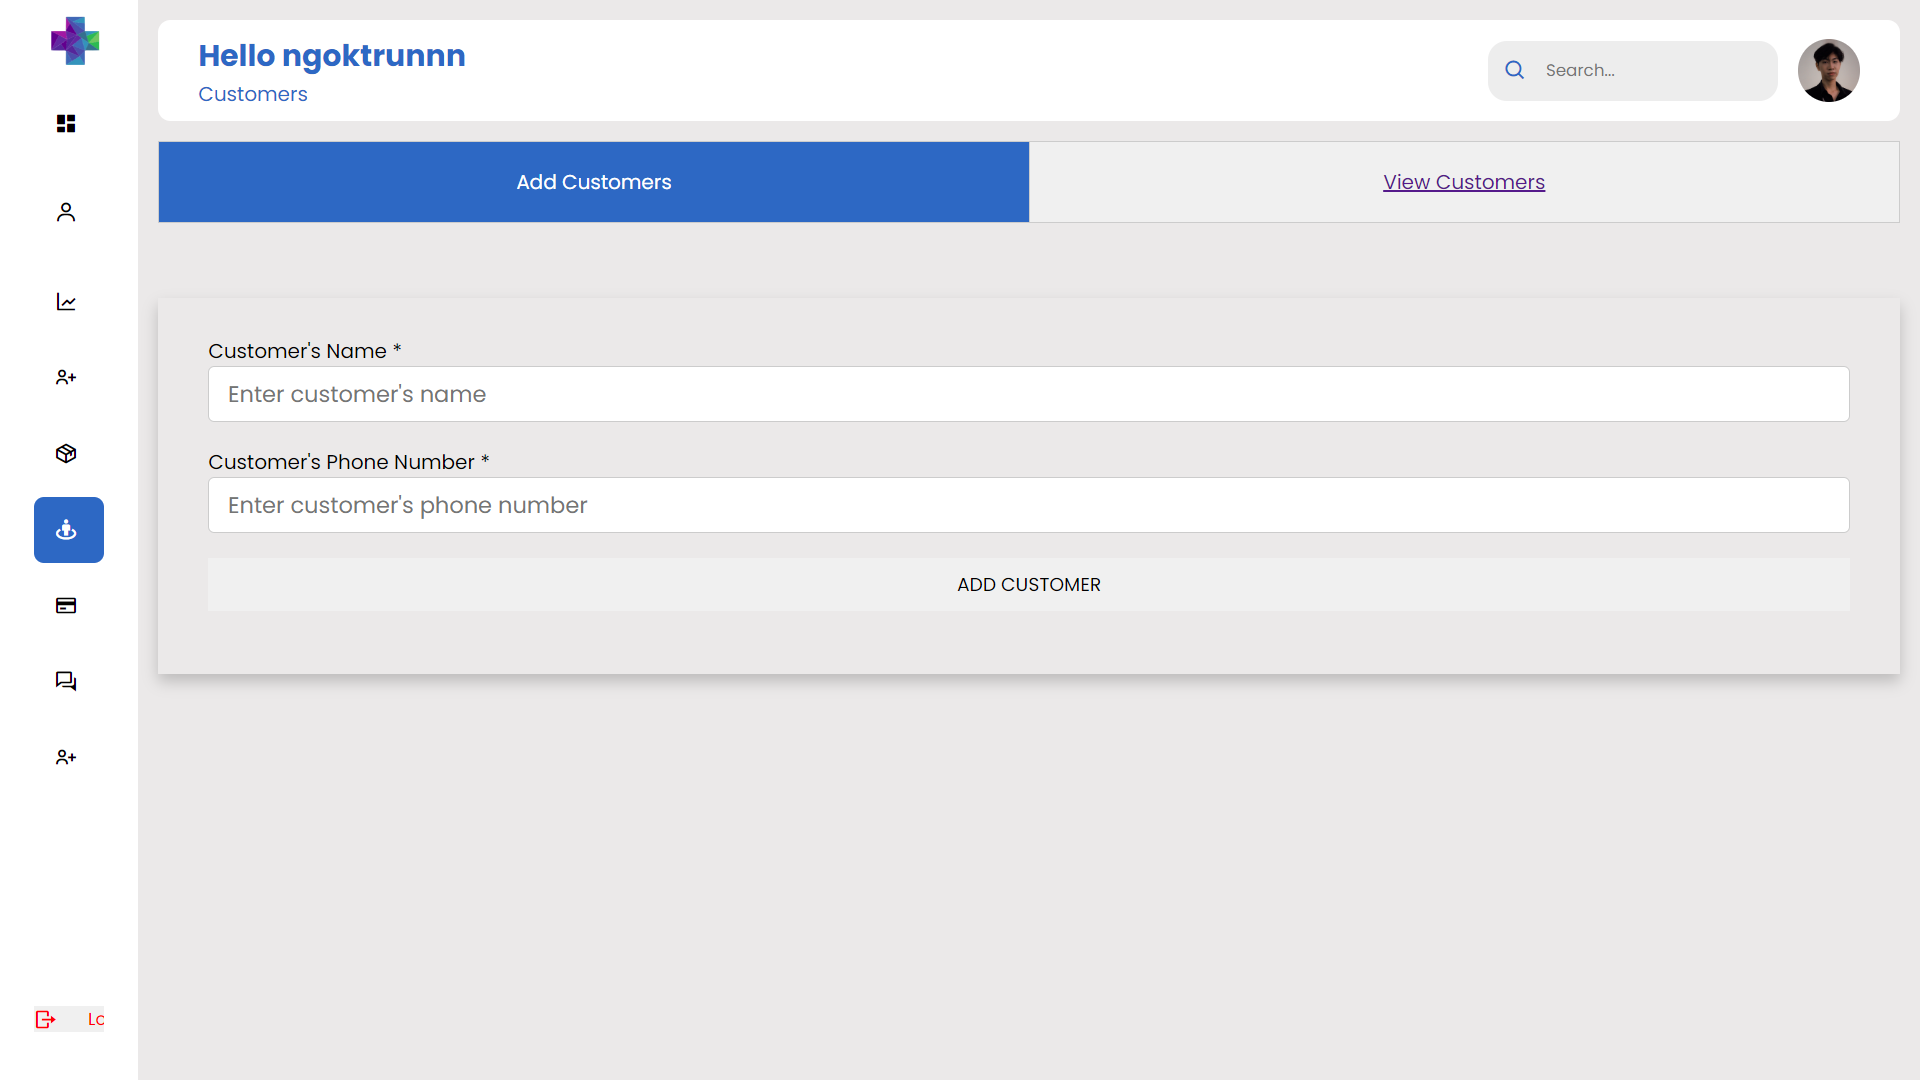 Hello ngoktrunnn
Customers
Search...
Add Customers
View Customers
Customer's Name *
Enter customer's name
Customer's Phone Number *
Enter customer's phone number
ADD CUSTOMER
Lo